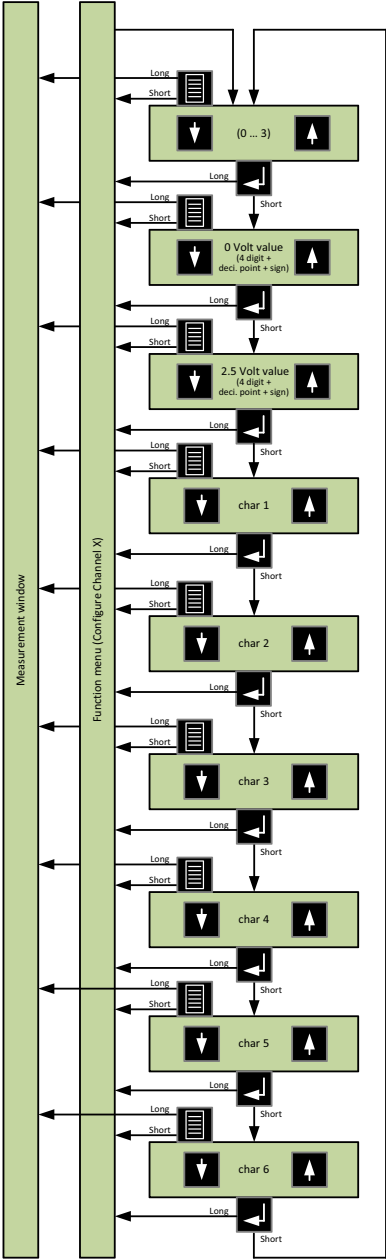 Measurement window
Function menu (Configure Channel X)
Long
Short
(0 ... 3)
Long
Short
Long
Short
0 Volt value
(4 digit +
deci. point + sign)
Long
Short
Long
Short
2.5 Volt value
(4 digit +
deci. point + sign)
Long
Short
Long
Short
char 1
Long
Short
Long
Short
char 2
Long
Short
Long
Short
char 3
Long
Short
Long
Short
char 4
Long
Short
Long
Short
char 5
Long
Short
Long
Short
char 6
Long
Short